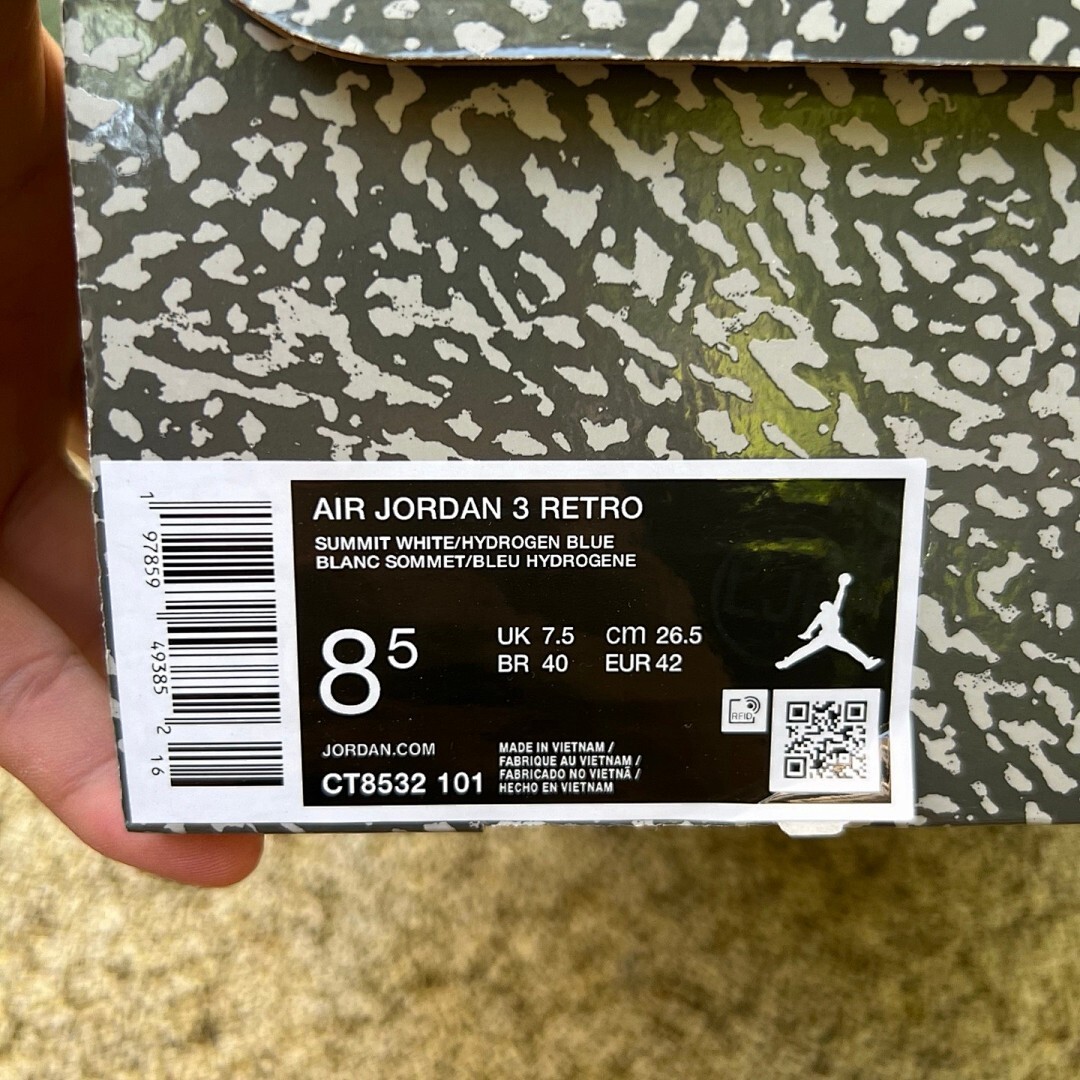 AIR JORDAN 3 RETRO
SUMMIT WHITE/HYDROGEN BLUE
BLANC SOMMET/BLEU HYDROGENE
8 5
UK 7.5 cm 26.5
BR 40 EUR 42
RFID
JORDAN.COM
CT8532 101
MADE IN VIETNAM /
FABRIQUE AU VIETNAM /
FABRICADO NO VIETNÃ /
HECHO EN VIETNAM
1 97859 49385 2 16